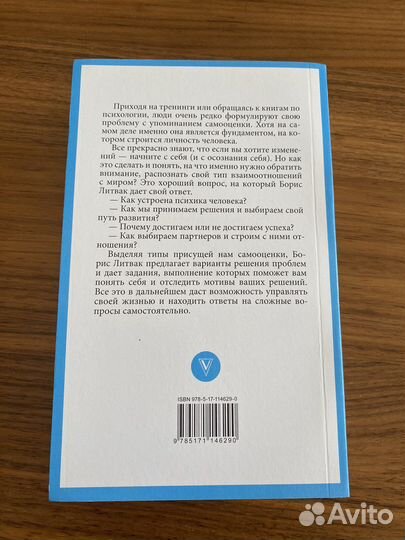 Приходя на тренинги или обращаясь к книгам по
психологии, люди очень редко формулируют свою
проблему с упоминанием самооценки. Хотя на са-
мом деле именно она является фундаментом, на ко-
тором строится личность человека.
Все прекрасно знают, что если вы хотите измене-
ний — начните с себя (и с осознания себя). Но как
это сделать и понять, на что именно нужно обратить
внимание, распознать свой тип взаимоотношений
с миром? Это хороший вопрос, на который Борис
Литвак дает свой ответ.
— Как устроена психика человека?
— Как мы принимаем решения и выбираем свой
путь развития?
— Почему достигаем или не достигаем успеха?
— Как выбираем партнеров и строим с ними от-
ношения?
Выделяя типы присущей нам самооценки, Бо-
рис Литвак предлагает варианты решения проблем
и дает задания, выполнение которых поможет вам
понять себя и отследить мотивы ваших решений.
Все это в дальнейшем даст возможность управлять
своей жизнью и находить ответы на сложные во-
просы самостоятельно.
V
ISBN 978-5-17-114629-0
9 785171 146290
Avito